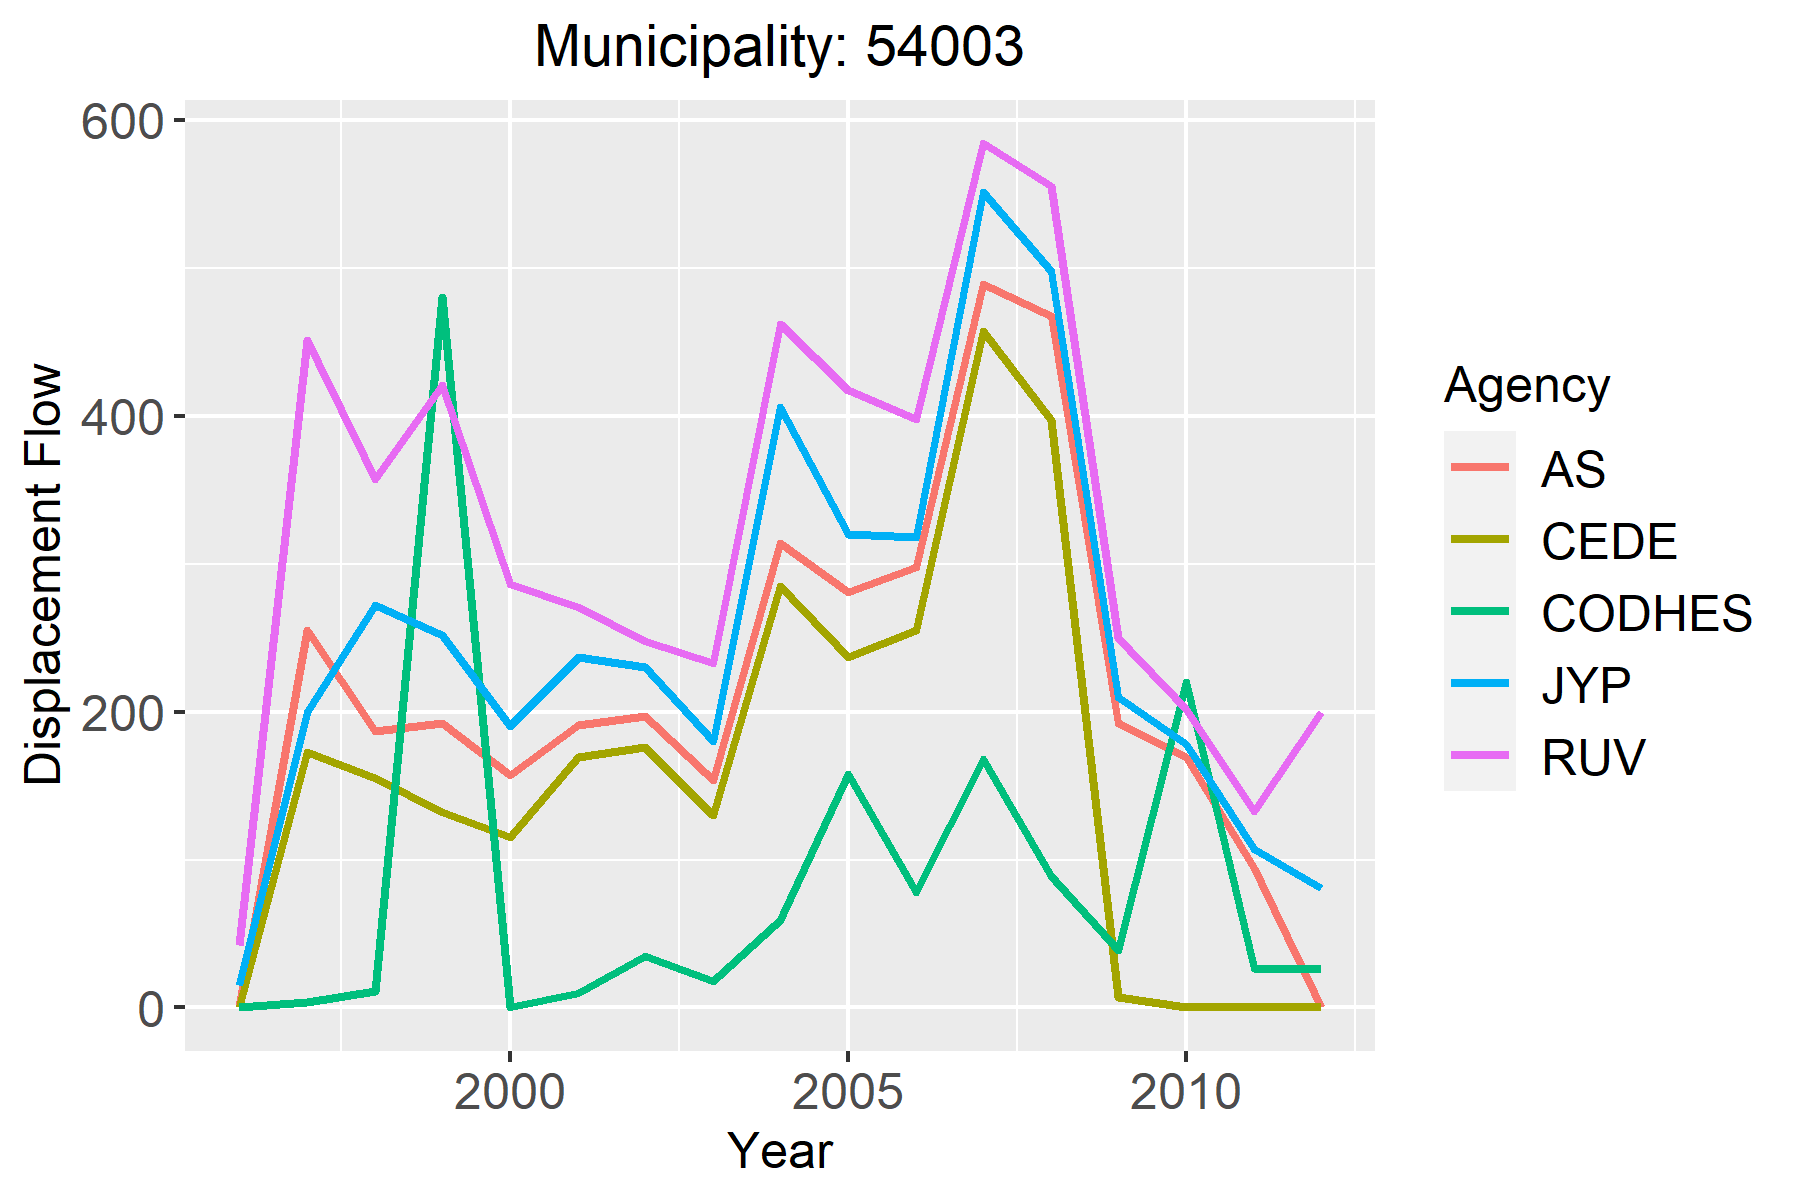 Municipality: 54003
600
400
200
0
Displacement Flow
2000
2005
2010
Year
Agency
AS
CEDE
CODHES
JYP
RUV